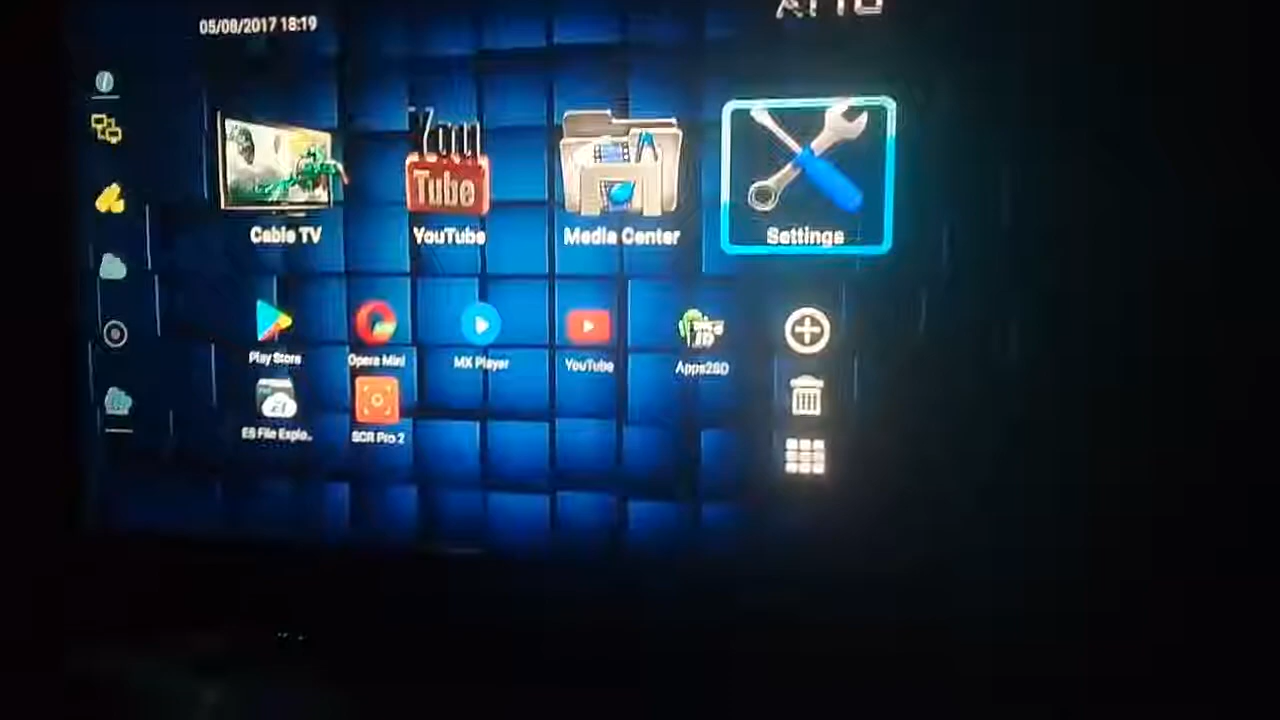 05/08/2017 18:19
You
Tube
Cable TV
YouTube
Media Center
Settings
Play Store
Opera Mini
MX Player
YouTube
Apps2SD
ES File Explo..
SCR Pro 2